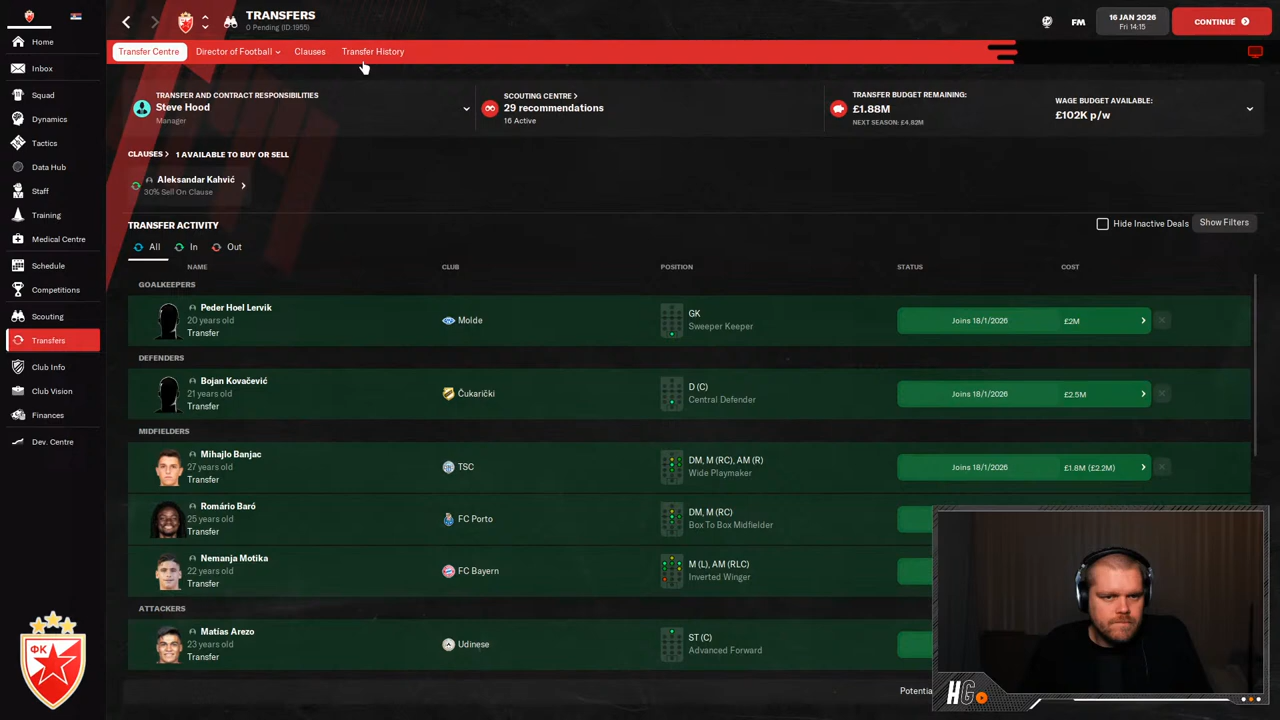 TRANSFERS
0 Pending (ID:1955)
FM
16 JAN 2026
Fri 14:15
CONTINUE
Home
Inbox
Squad
Dynamics
Tactics
Data Hub
Staff
Training
Medical Centre
Schedule
Competitions
Scouting
Transfers
Club Info
Club Vision
Finances
Dev. Centre
ФК
Transfer Centre
Director of Football
Clauses
Transfer History
TRANSFER AND CONTRACT RESPONSIBILITIES
Steve Hood
Manager
SCOUTING CENTRE >
29 recommendations
16 Active
TRANSFER BUDGET REMAINING:
£1.88M
NEXT SEASON: £4.82M
WAGE BUDGET AVAILABLE:
£102K p/w
CLAUSES > 1 AVAILABLE TO BUY OR SELL
Aleksandar Kahvić
30% Sell On Clause
TRANSFER ACTIVITY
Hide Inactive Deals
Show Filters
All
In
Out
NAME CLUB POSITION STATUS COST
GOALKEEPERS
Peder Hoel Lervik
20 years old
Transfer
Molde
GK
Sweeper Keeper
Joins 18/1/2026
£2M
DEFENDERS
Bojan Kovačević
21 years old
Transfer
Čukarički
D (C)
Central Defender
Joins 18/1/2026
£2.5M
MIDFIELDERS
Mihajlo Banjac
27 years old
Transfer
TSC
DM, M (RC), AM (R)
Wide Playmaker
Joins 18/1/2026
£1.8M (£2.2M)
Romário Baró
25 years old
Transfer
FC Porto
DM, M (RC)
Box To Box Midfielder
Nemanja Motika
22 years old
Transfer
FC Bayern
M (L), AM (RLC)
Inverted Winger
ATTACKERS
Matías Arezo
23 years old
Transfer
Udinese
ST (C)
Advanced Forward
Potentia
HG